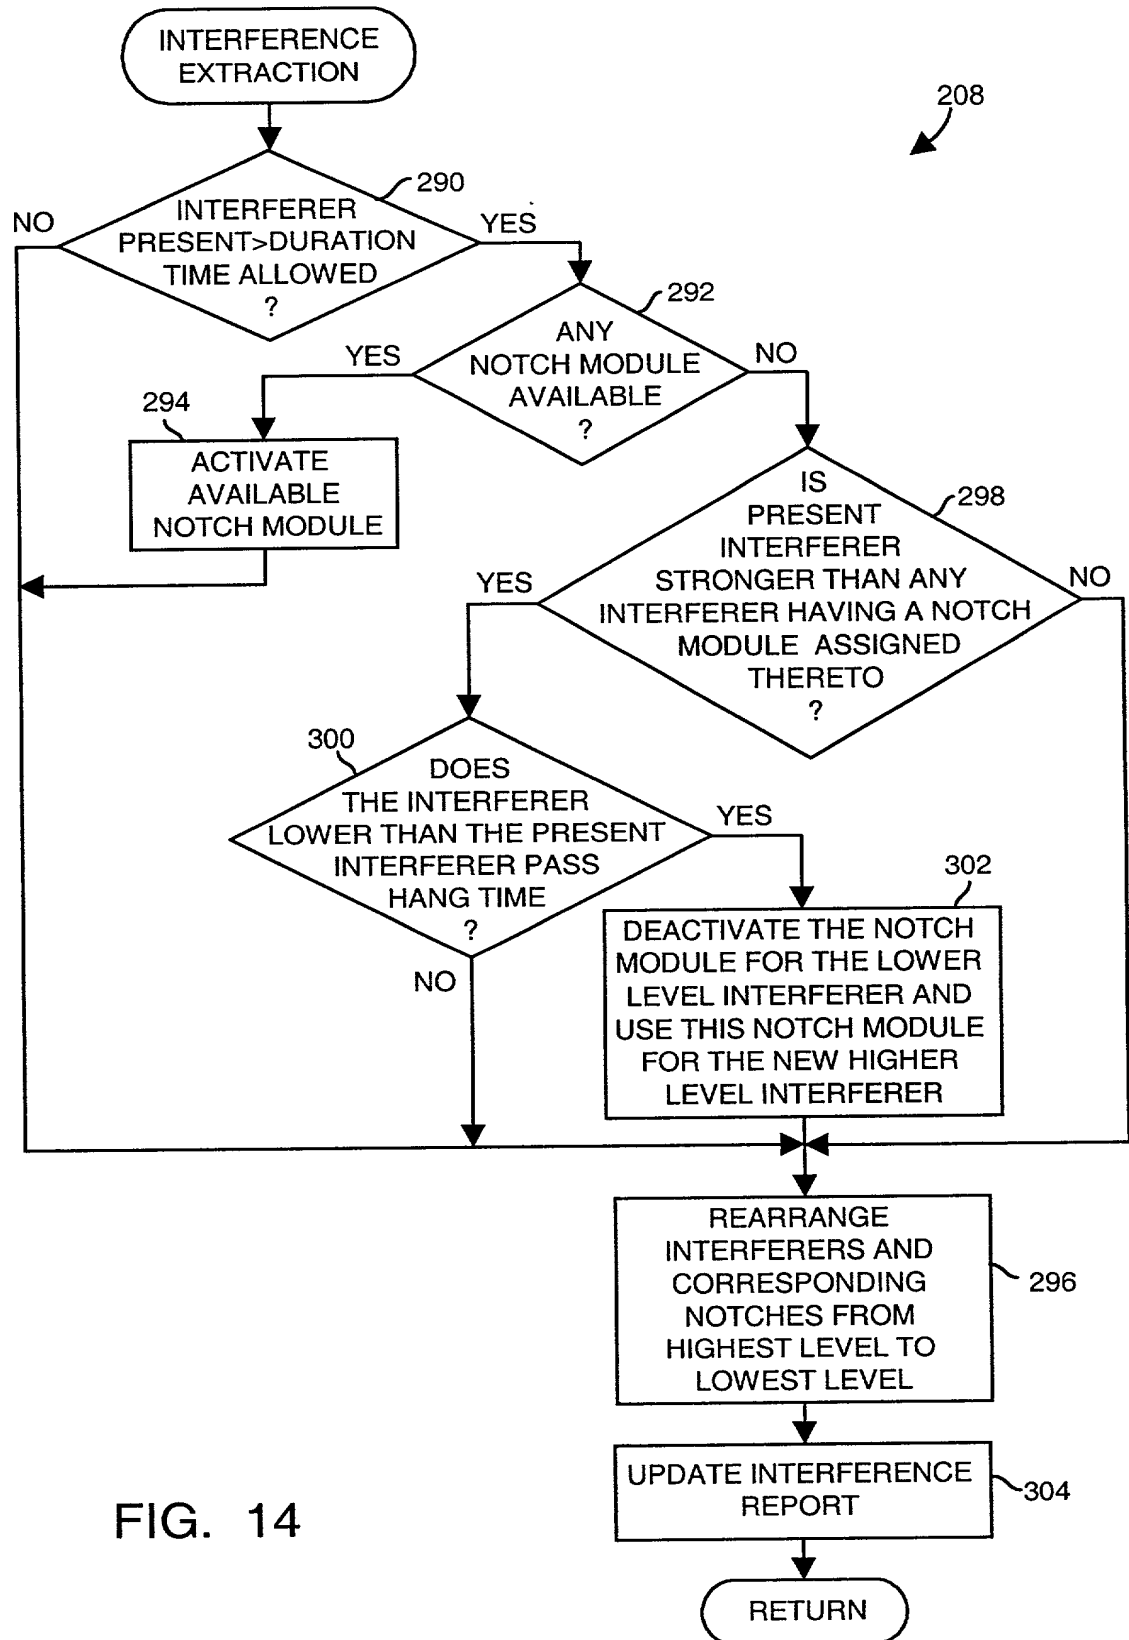 INTERFERENCE
EXTRACTION
208
290
NO
YES
INTERFERER
PRESENT>DURATION
TIME ALLOWED
?
292
YES
NO
ANY
NOTCH MODULE
AVAILABLE
?
294
ACTIVATE
AVAILABLE
NOTCH MODULE
298
IS
PRESENT
INTERFERER
STRONGER THAN ANY
INTERFERER HAVING A NOTCH
MODULE ASSIGNED
THERETO
?
YES
NO
300
DOES
THE INTERFERER
LOWER THAN THE PRESENT
INTERFERER PASS
HANG TIME
?
YES
NO
302
DEACTIVATE THE NOTCH
MODULE FOR THE LOWER
LEVEL INTERFERER AND
USE THIS NOTCH MODULE
FOR THE NEW HIGHER
LEVEL INTERFERER
REARRANGE
INTERFERERS AND
CORRESPONDING
NOTCHES FROM
HIGHEST LEVEL TO
LOWEST LEVEL
296
UPDATE INTERFERENCE
REPORT
304
FIG. 14
RETURN